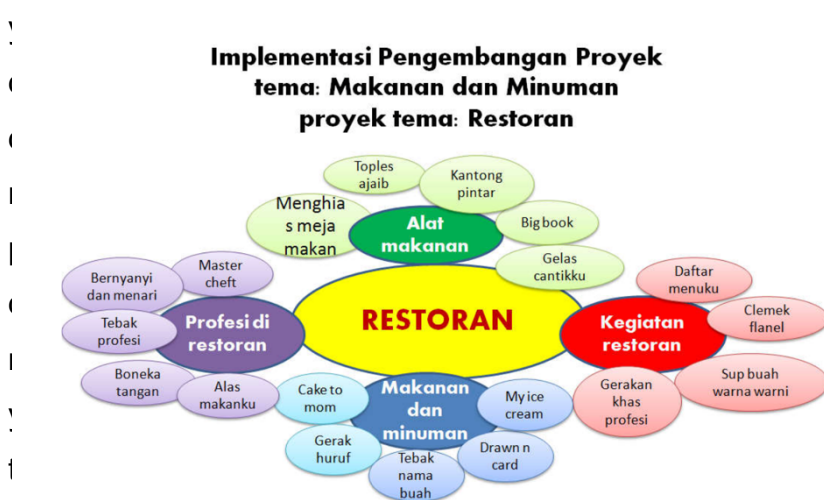 Implementasi Pengembangan Proyek
tema: Makanan dan Minuman
proyek tema: Restoran
Toples
ajaib
Kantong
pintar
Menghia
s meja
makan
Alat
makanan
Big book
Gelas
cantikku
Master
cheft
Bernyanyi
dan menari
Tebak
profesi
Profesi di
restoran
Boneka
tangan
Alas
makanku
RESTORAN
Kegiatan
restoran
Daftar
menuku
Clemek
flanel
Sup buah
warna warni
Gerakan
khas
profesi
Makanan
dan
minuman
Cake to
mom
Gerak
huruf
Tebak
nama
buah
Drawn n
card
My ice
cream